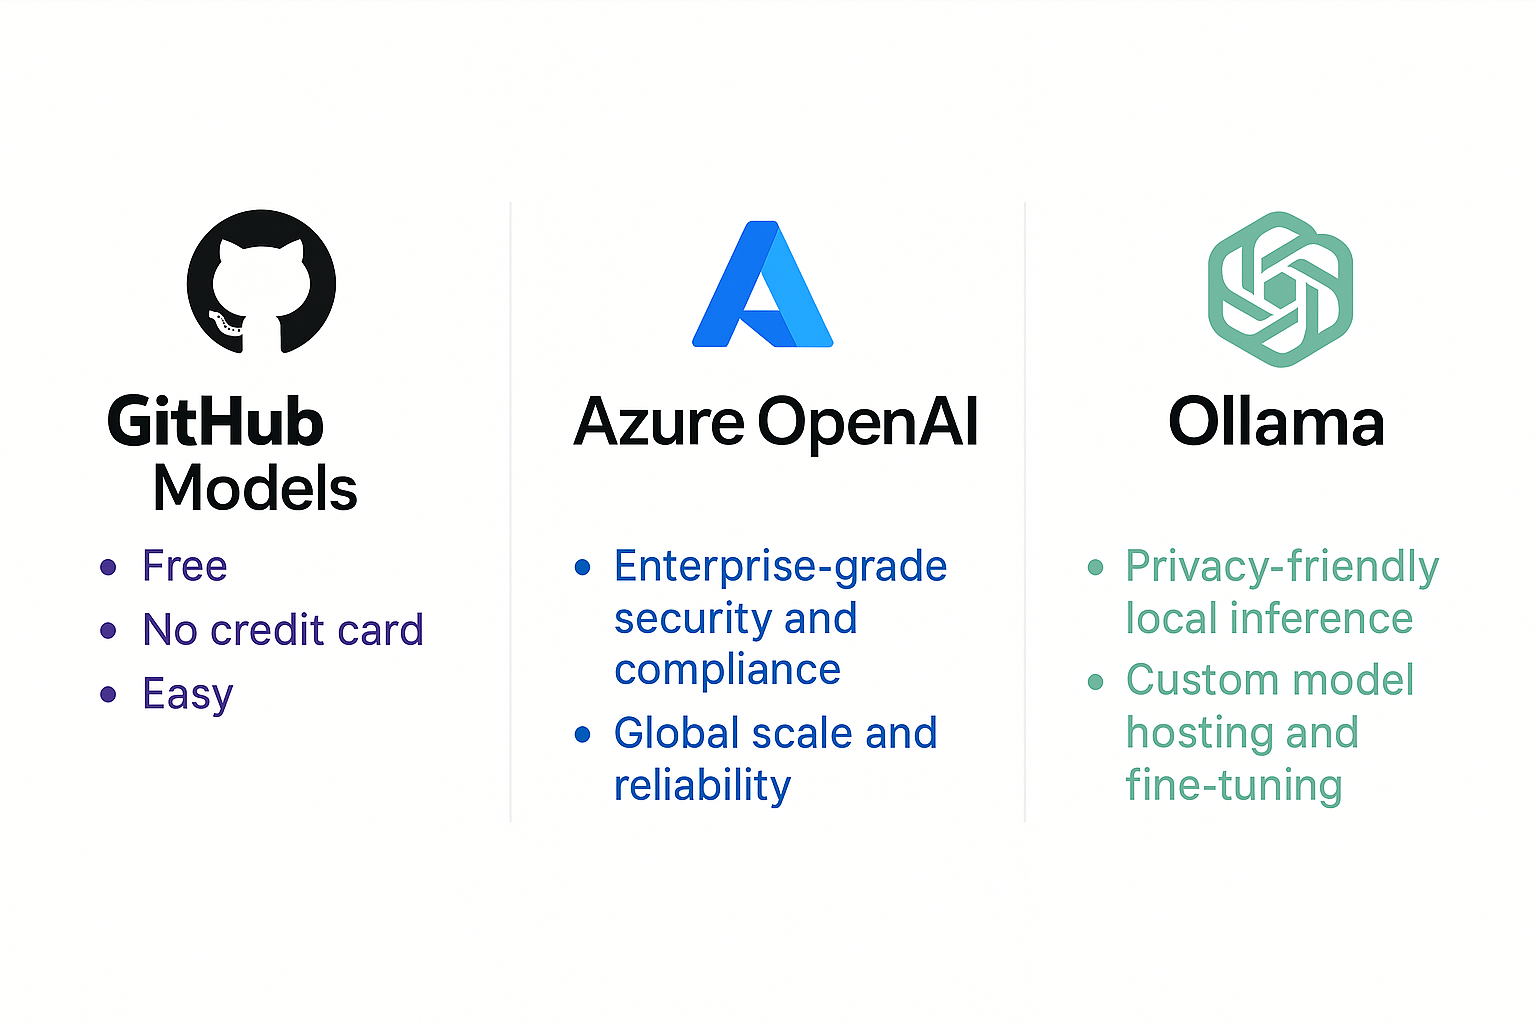 GitHub
Models
• Free
• No credit card
• Easy
Azure OpenAI
• Enterprise-grade
security and
compliance
• Global scale and
reliability
Ollama
• Privacy-friendly
local inference
• Custom model
hosting and
fine-tuning